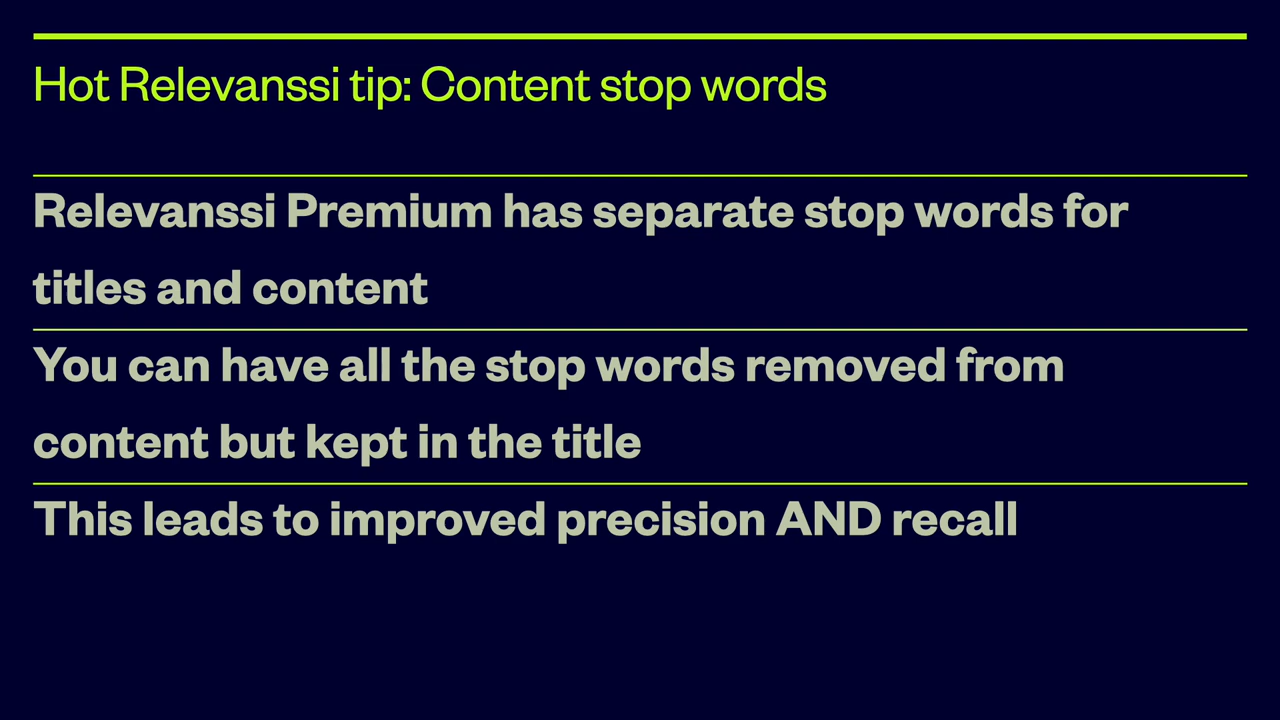 Hot Relevanssi tip: Content stop words
Relevanssi Premium has separate stop words for
titles and content
You can have all the stop words removed from
content but kept in the title
This leads to improved precision AND recall